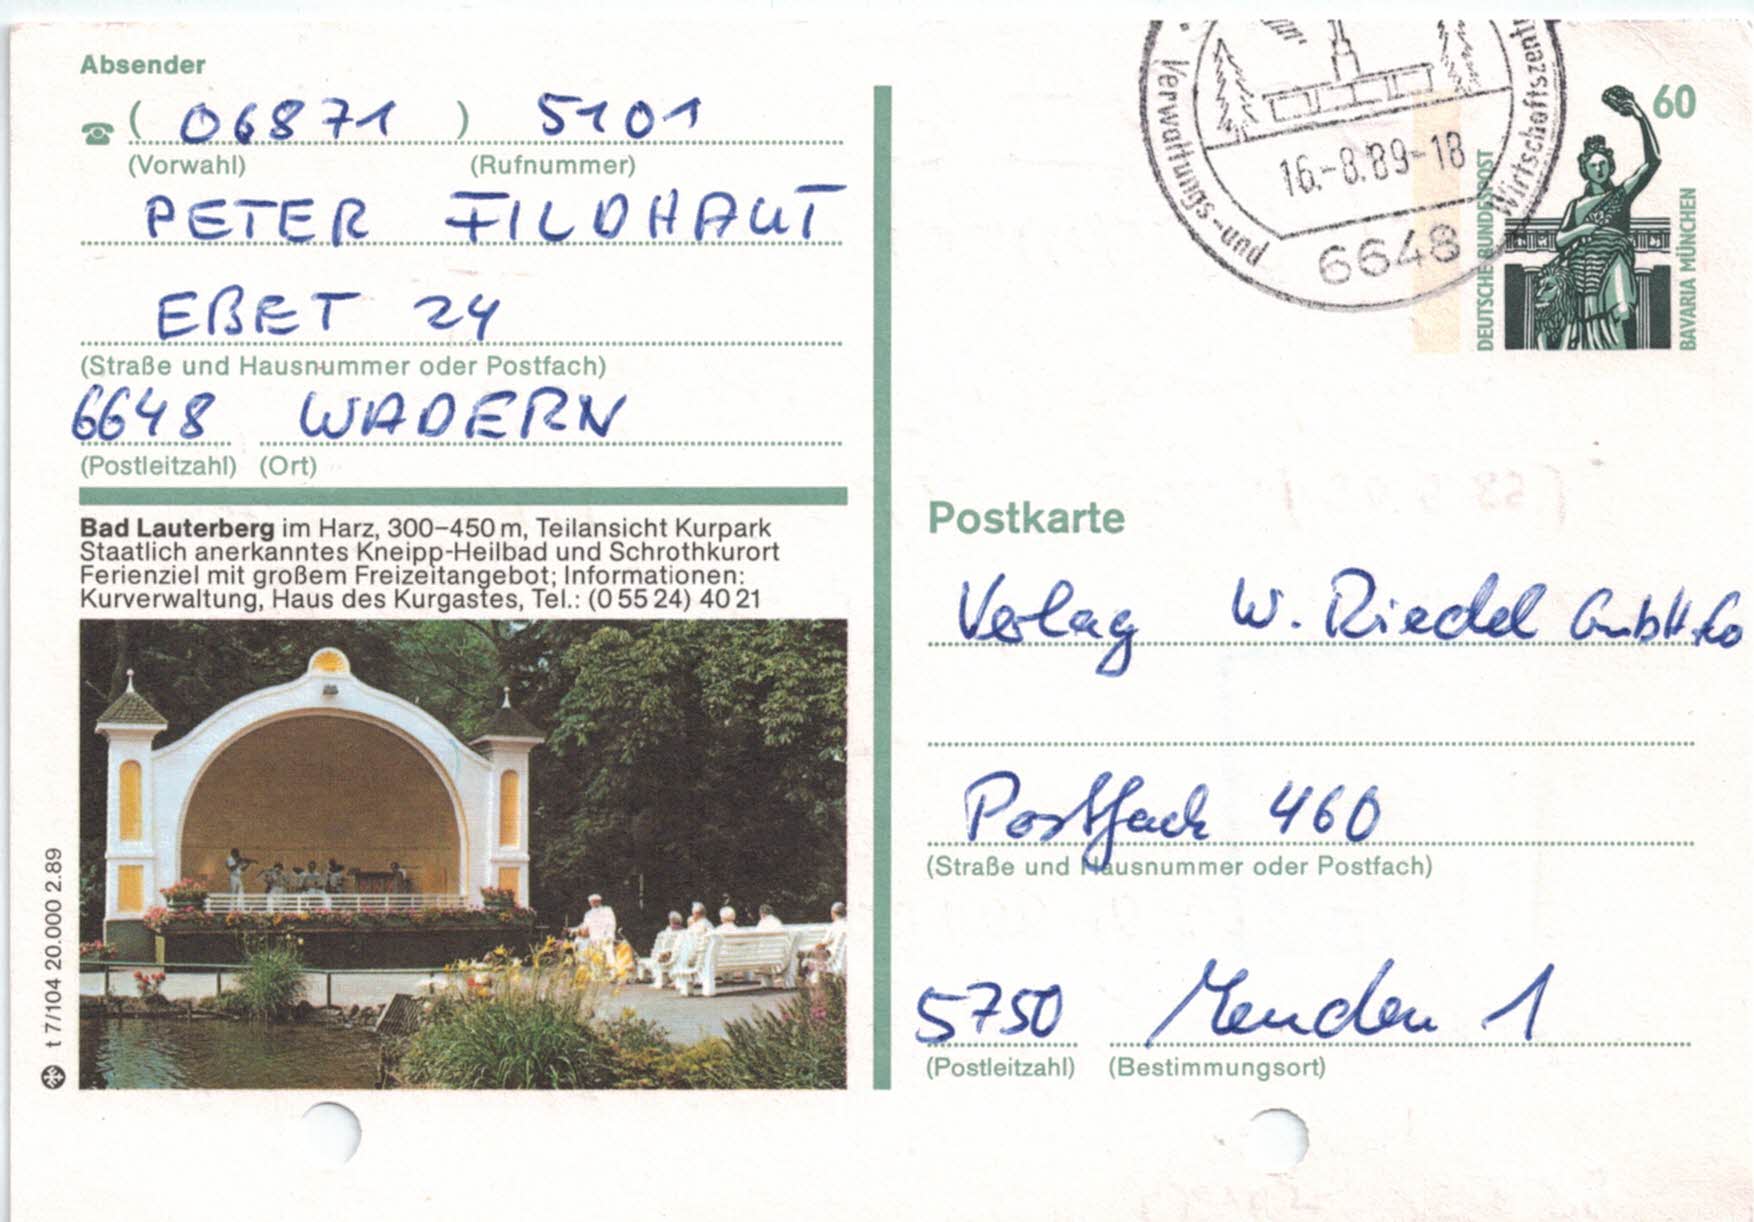 Absender
( 06871 ) 5101
(Vorwahl) (Rufnummer)
PETER FILDHAUT
EßET 24
(Straße und Hausnummer oder Postfach)
6648 WADERN
(Postleitzahl) (Ort)
Bad Lauterberg im Harz, 300–450 m, Teilansicht Kurpark
Staatlich anerkanntes Kneipp-Heilbad und Schrothkurort
Ferienziel mit großem Freizeitangebot; Informationen:
Kurverwaltung, Haus des Kurgastes, Tel.: (0 55 24) 40 21
t 7/104 20.000 2.89
Verwaltungs-und Wirtschaftszent
16.-8.89-18
6648
60
DEUTSCHE BUNDESPOST
BAVARIA MÜNCHEN
Postkarte
Verlag W. Riedel GmbH.Co
Postfach 460
(Straße und Hausnummer oder Postfach)
5750 Menden 1
(Postleitzahl) (Bestimmungsort)